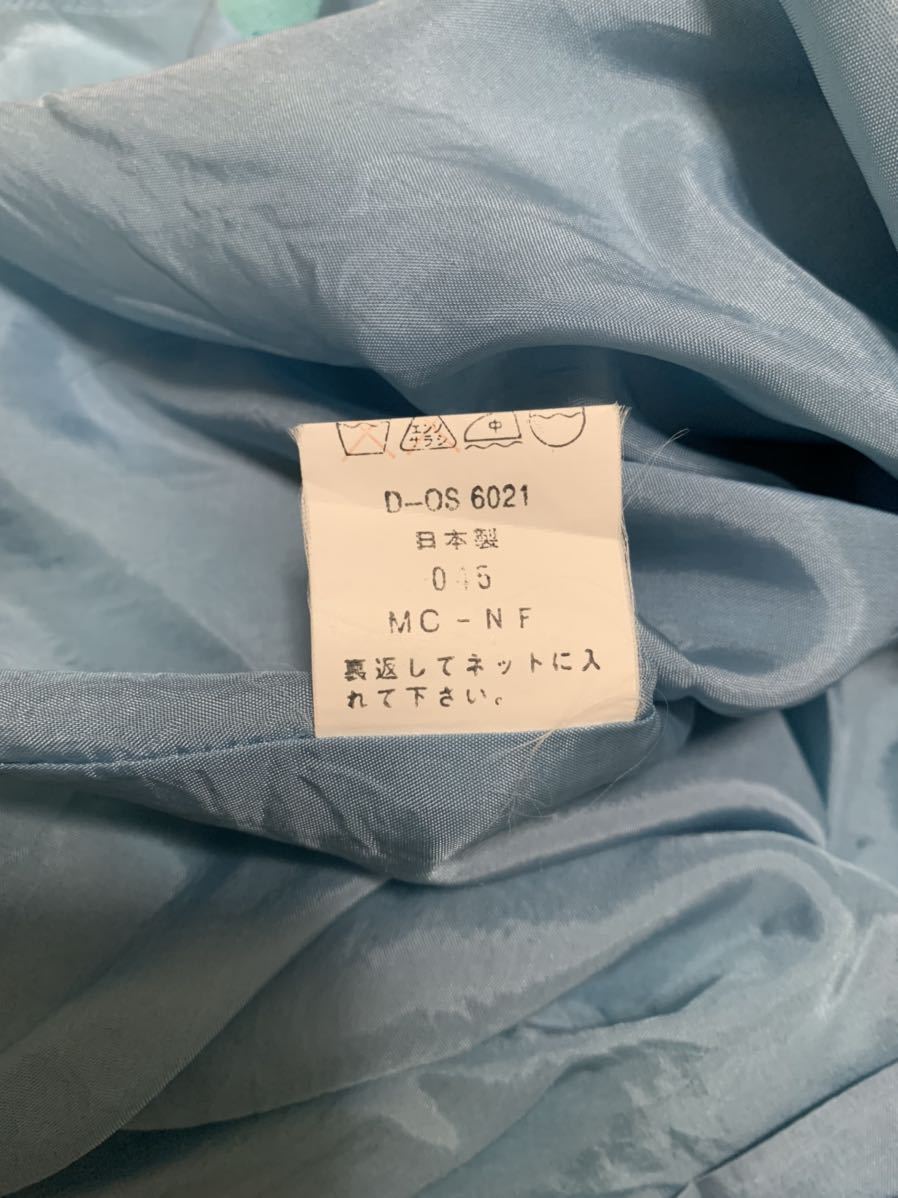 エンソ
サラシ
中
D-OS 6021
日本製
045
MC-NF
裏返してネットに入
れて下さい。